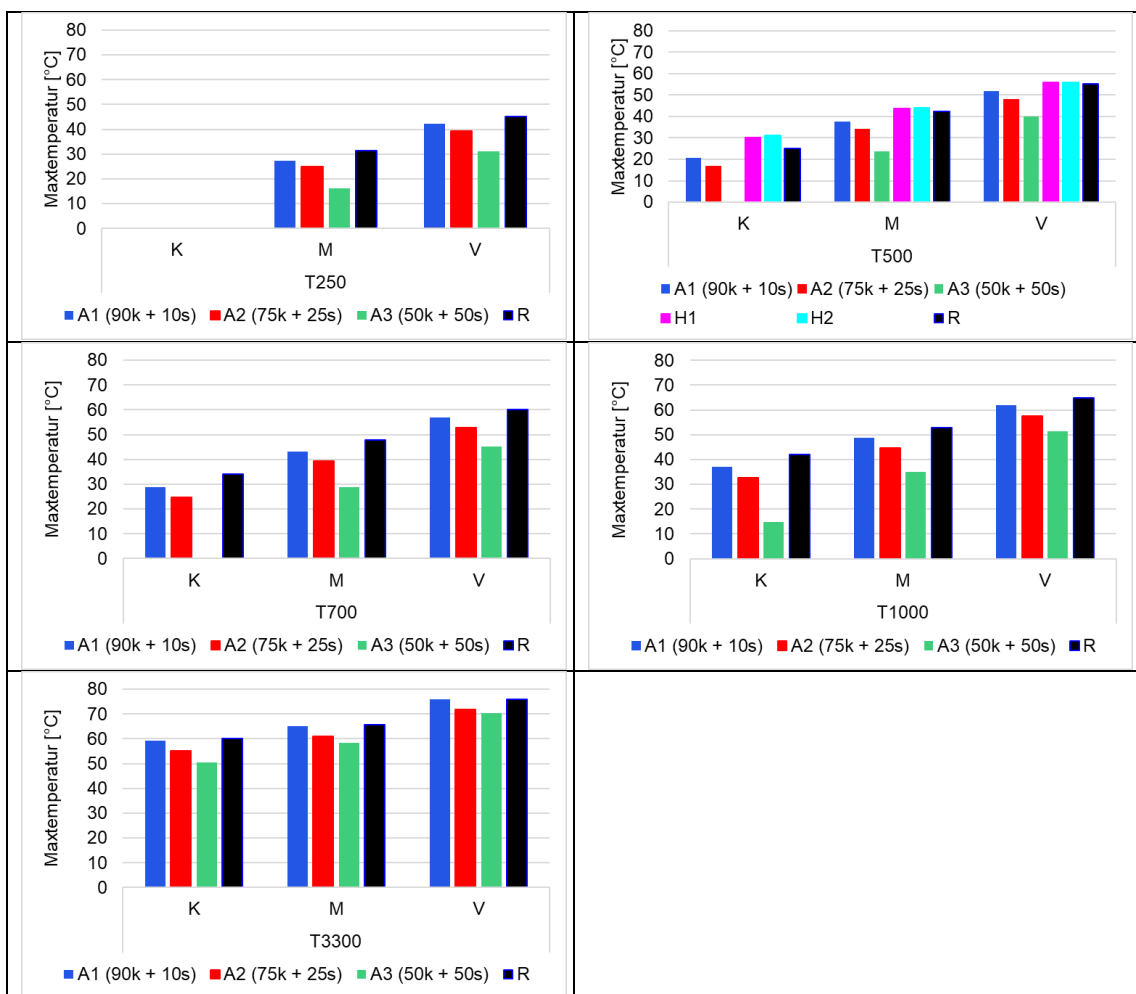 Maxtemperatur [°C]
80
70
60
50
40
30
20
10
0
K M V
T250
A1 (90k + 10s) A2 (75k + 25s) A3 (50k + 50s) R
Maxtemperatur [°C]
80
70
60
50
40
30
20
10
0
K M V
T500
A1 (90k + 10s) A2 (75k + 25s) A3 (50k + 50s)
H1 H2 R
Maxtemperatur [°C]
80
70
60
50
40
30
20
10
0
K M V
T700
A1 (90k + 10s) A2 (75k + 25s) A3 (50k + 50s) R
Maxtemperatur [°C]
80
70
60
50
40
30
20
10
0
K M V
T1000
A1 (90k + 10s) A2 (75k + 25s) A3 (50k + 50s) R
Maxtemperatur [°C]
80
70
60
50
40
30
20
10
0
K M V
T3300
A1 (90k + 10s) A2 (75k + 25s) A3 (50k + 50s) R